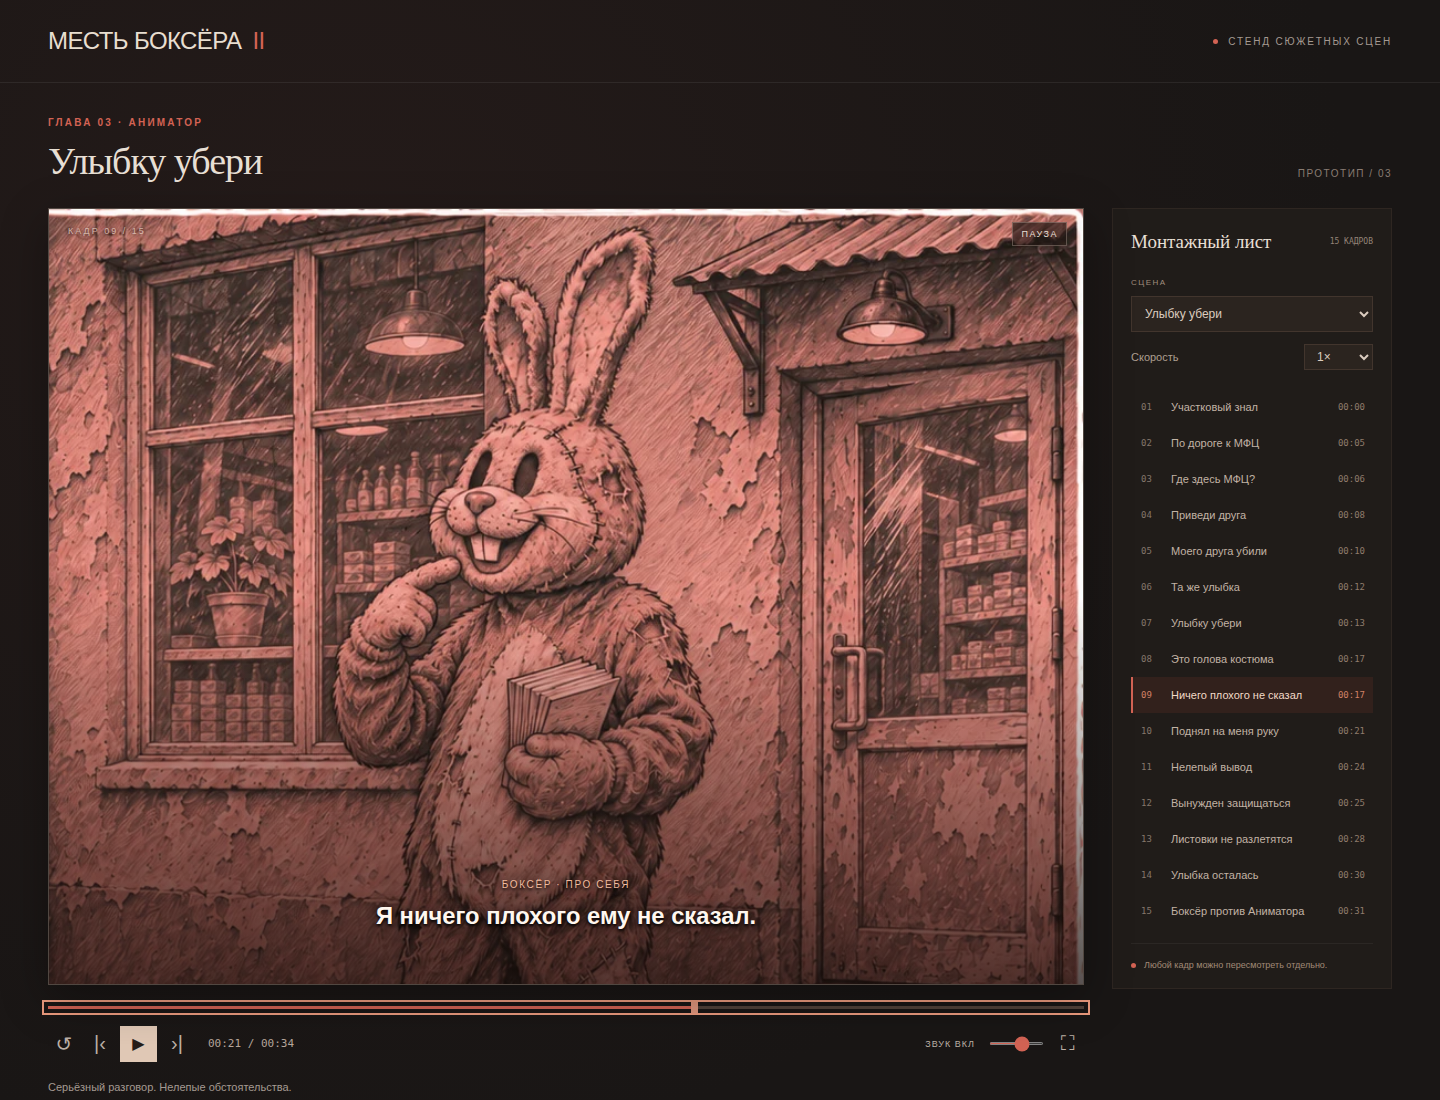 МЕСТЬ БОКСЁРА II
СТЕНД СЮЖЕТНЫХ СЦЕН
ГЛАВА 03 · АНИМАТОР
Улыбку убери
ПРОТОТИП / 03
КАДР 09 / 15
ПАУЗА
БОКСЁР · ПРО СЕБЯ
Я ничего плохого ему не сказал.
00:21 / 00:34
ЗВУК ВКЛ
Серьёзный разговор. Нелепые обстоятельства.
Монтажный лист
15 КАДРОВ
СЦЕНА
Улыбку убери
Скорость
1×
01 Участковый знал 00:00
02 По дороге к МФЦ 00:05
03 Где здесь МФЦ? 00:06
04 Приведи друга 00:08
05 Моего друга убили 00:10
06 Та же улыбка 00:12
07 Улыбку убери 00:13
08 Это голова костюма 00:17
09 Ничего плохого не сказал 00:17
10 Поднял на меня руку 00:21
11 Нелепый вывод 00:24
12 Вынужден защищаться 00:25
13 Листовки не разлетятся 00:28
14 Улыбка осталась 00:30
15 Боксёр против Аниматора 00:31
Любой кадр можно пересмотреть отдельно.